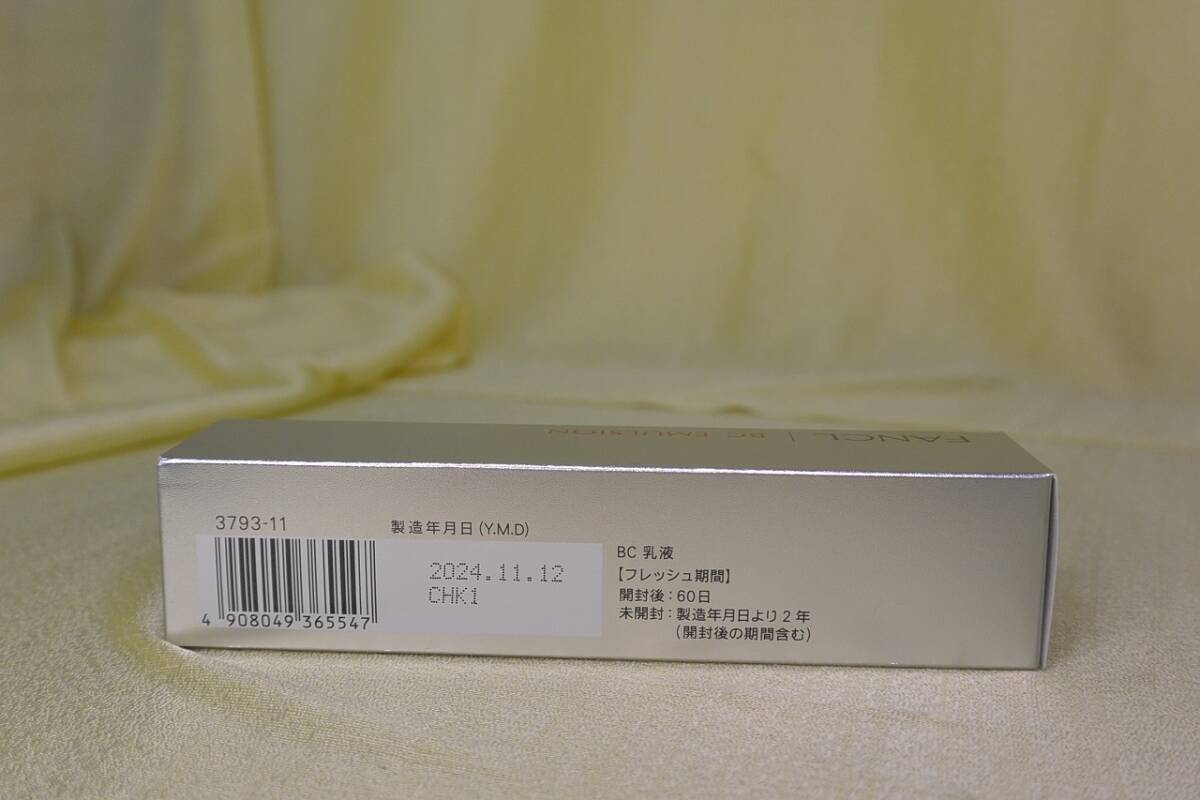 FANCL | BC EMULSION
3793-11
製造年月日(Y.M.D)
2024.11.12
CHK1
4 908049 365547
BC 乳液
【フレッシュ期間】
開封後：60日
未開封：製造年月日より2年
(開封後の期間含む)